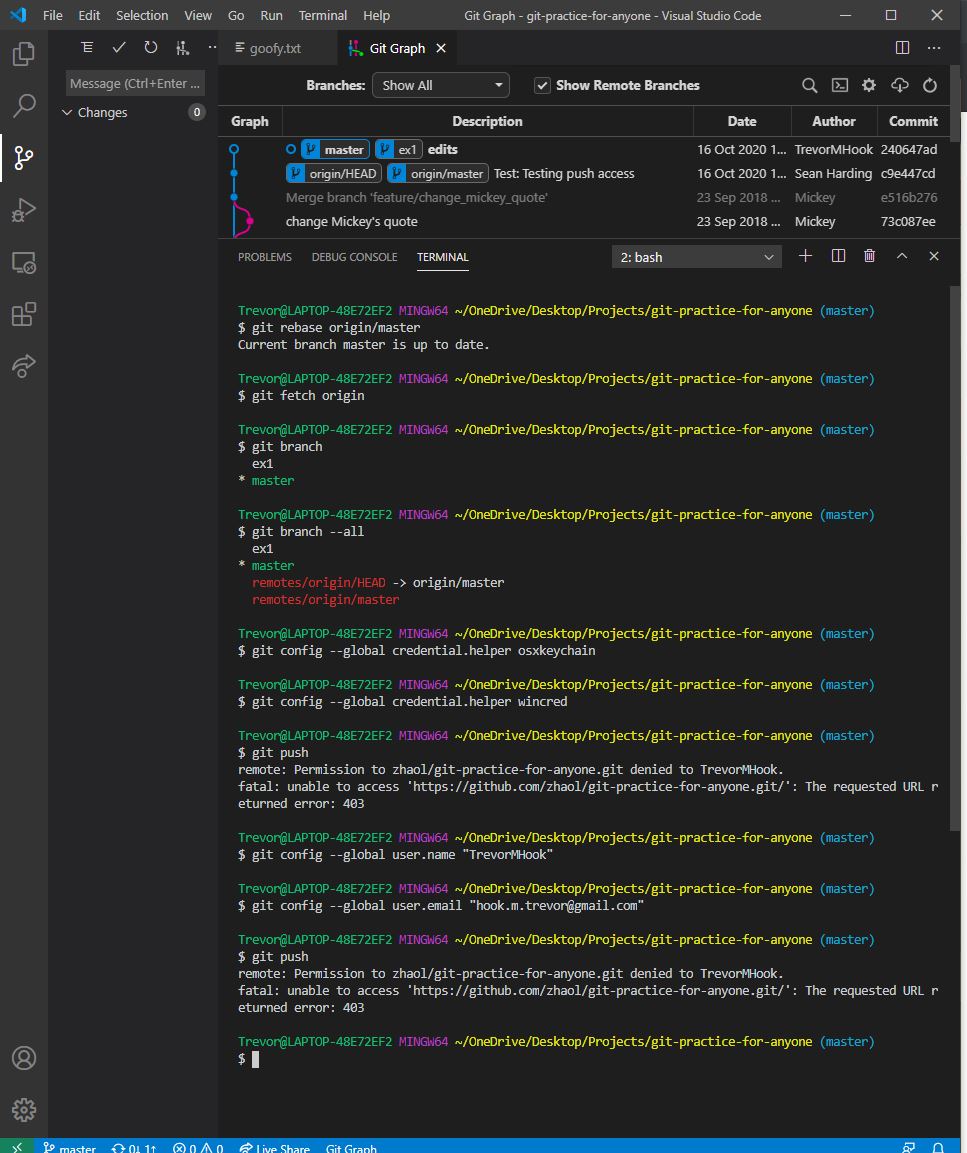 File Edit Selection View Go Run Terminal Help Git Graph - git-practice-for-anyone - Visual Studio Code
goofy.txt Git Graph
Message (Ctrl+Enter ...
Changes 0
Branches: Show All Show Remote Branches
Graph Description Date Author Commit
master ex1 edits 16 Oct 2020 1... TrevorMHook 240647ad
origin/HEAD origin/master Test: Testing push access 16 Oct 2020 1... Sean Harding c9e447cd
Merge branch 'feature/change_mickey_quote' 23 Sep 2018 ... Mickey e516b276
change Mickey's quote 23 Sep 2018 ... Mickey 73c087ee
PROBLEMS DEBUG CONSOLE TERMINAL 2: bash
Trevor@LAPTOP-48E72EF2 MINGW64 ~/OneDrive/Desktop/Projects/git-practice-for-anyone (master)
$ git rebase origin/master
Current branch master is up to date.
Trevor@LAPTOP-48E72EF2 MINGW64 ~/OneDrive/Desktop/Projects/git-practice-for-anyone (master)
$ git fetch origin
Trevor@LAPTOP-48E72EF2 MINGW64 ~/OneDrive/Desktop/Projects/git-practice-for-anyone (master)
$ git branch
ex1
* master
Trevor@LAPTOP-48E72EF2 MINGW64 ~/OneDrive/Desktop/Projects/git-practice-for-anyone (master)
$ git branch --all
ex1
* master
remotes/origin/HEAD -> origin/master
remotes/origin/master
Trevor@LAPTOP-48E72EF2 MINGW64 ~/OneDrive/Desktop/Projects/git-practice-for-anyone (master)
$ git config --global credential.helper osxkeychain
Trevor@LAPTOP-48E72EF2 MINGW64 ~/OneDrive/Desktop/Projects/git-practice-for-anyone (master)
$ git config --global credential.helper wincred
Trevor@LAPTOP-48E72EF2 MINGW64 ~/OneDrive/Desktop/Projects/git-practice-for-anyone (master)
$ git push
remote: Permission to zhaol/git-practice-for-anyone.git denied to TrevorMHook.
fatal: unable to access 'https://github.com/zhaol/git-practice-for-anyone.git/': The requested URL r
eturned error: 403
Trevor@LAPTOP-48E72EF2 MINGW64 ~/OneDrive/Desktop/Projects/git-practice-for-anyone (master)
$ git config --global user.name "TrevorMHook"
Trevor@LAPTOP-48E72EF2 MINGW64 ~/OneDrive/Desktop/Projects/git-practice-for-anyone (master)
$ git config --global user.email "hook.m.trevor@gmail.com"
Trevor@LAPTOP-48E72EF2 MINGW64 ~/OneDrive/Desktop/Projects/git-practice-for-anyone (master)
$ git push
remote: Permission to zhaol/git-practice-for-anyone.git denied to TrevorMHook.
fatal: unable to access 'https://github.com/zhaol/git-practice-for-anyone.git/': The requested URL r
eturned error: 403
Trevor@LAPTOP-48E72EF2 MINGW64 ~/OneDrive/Desktop/Projects/git-practice-for-anyone (master)
$
master 0↓ 1↑ 0 0 Live Share Git Graph